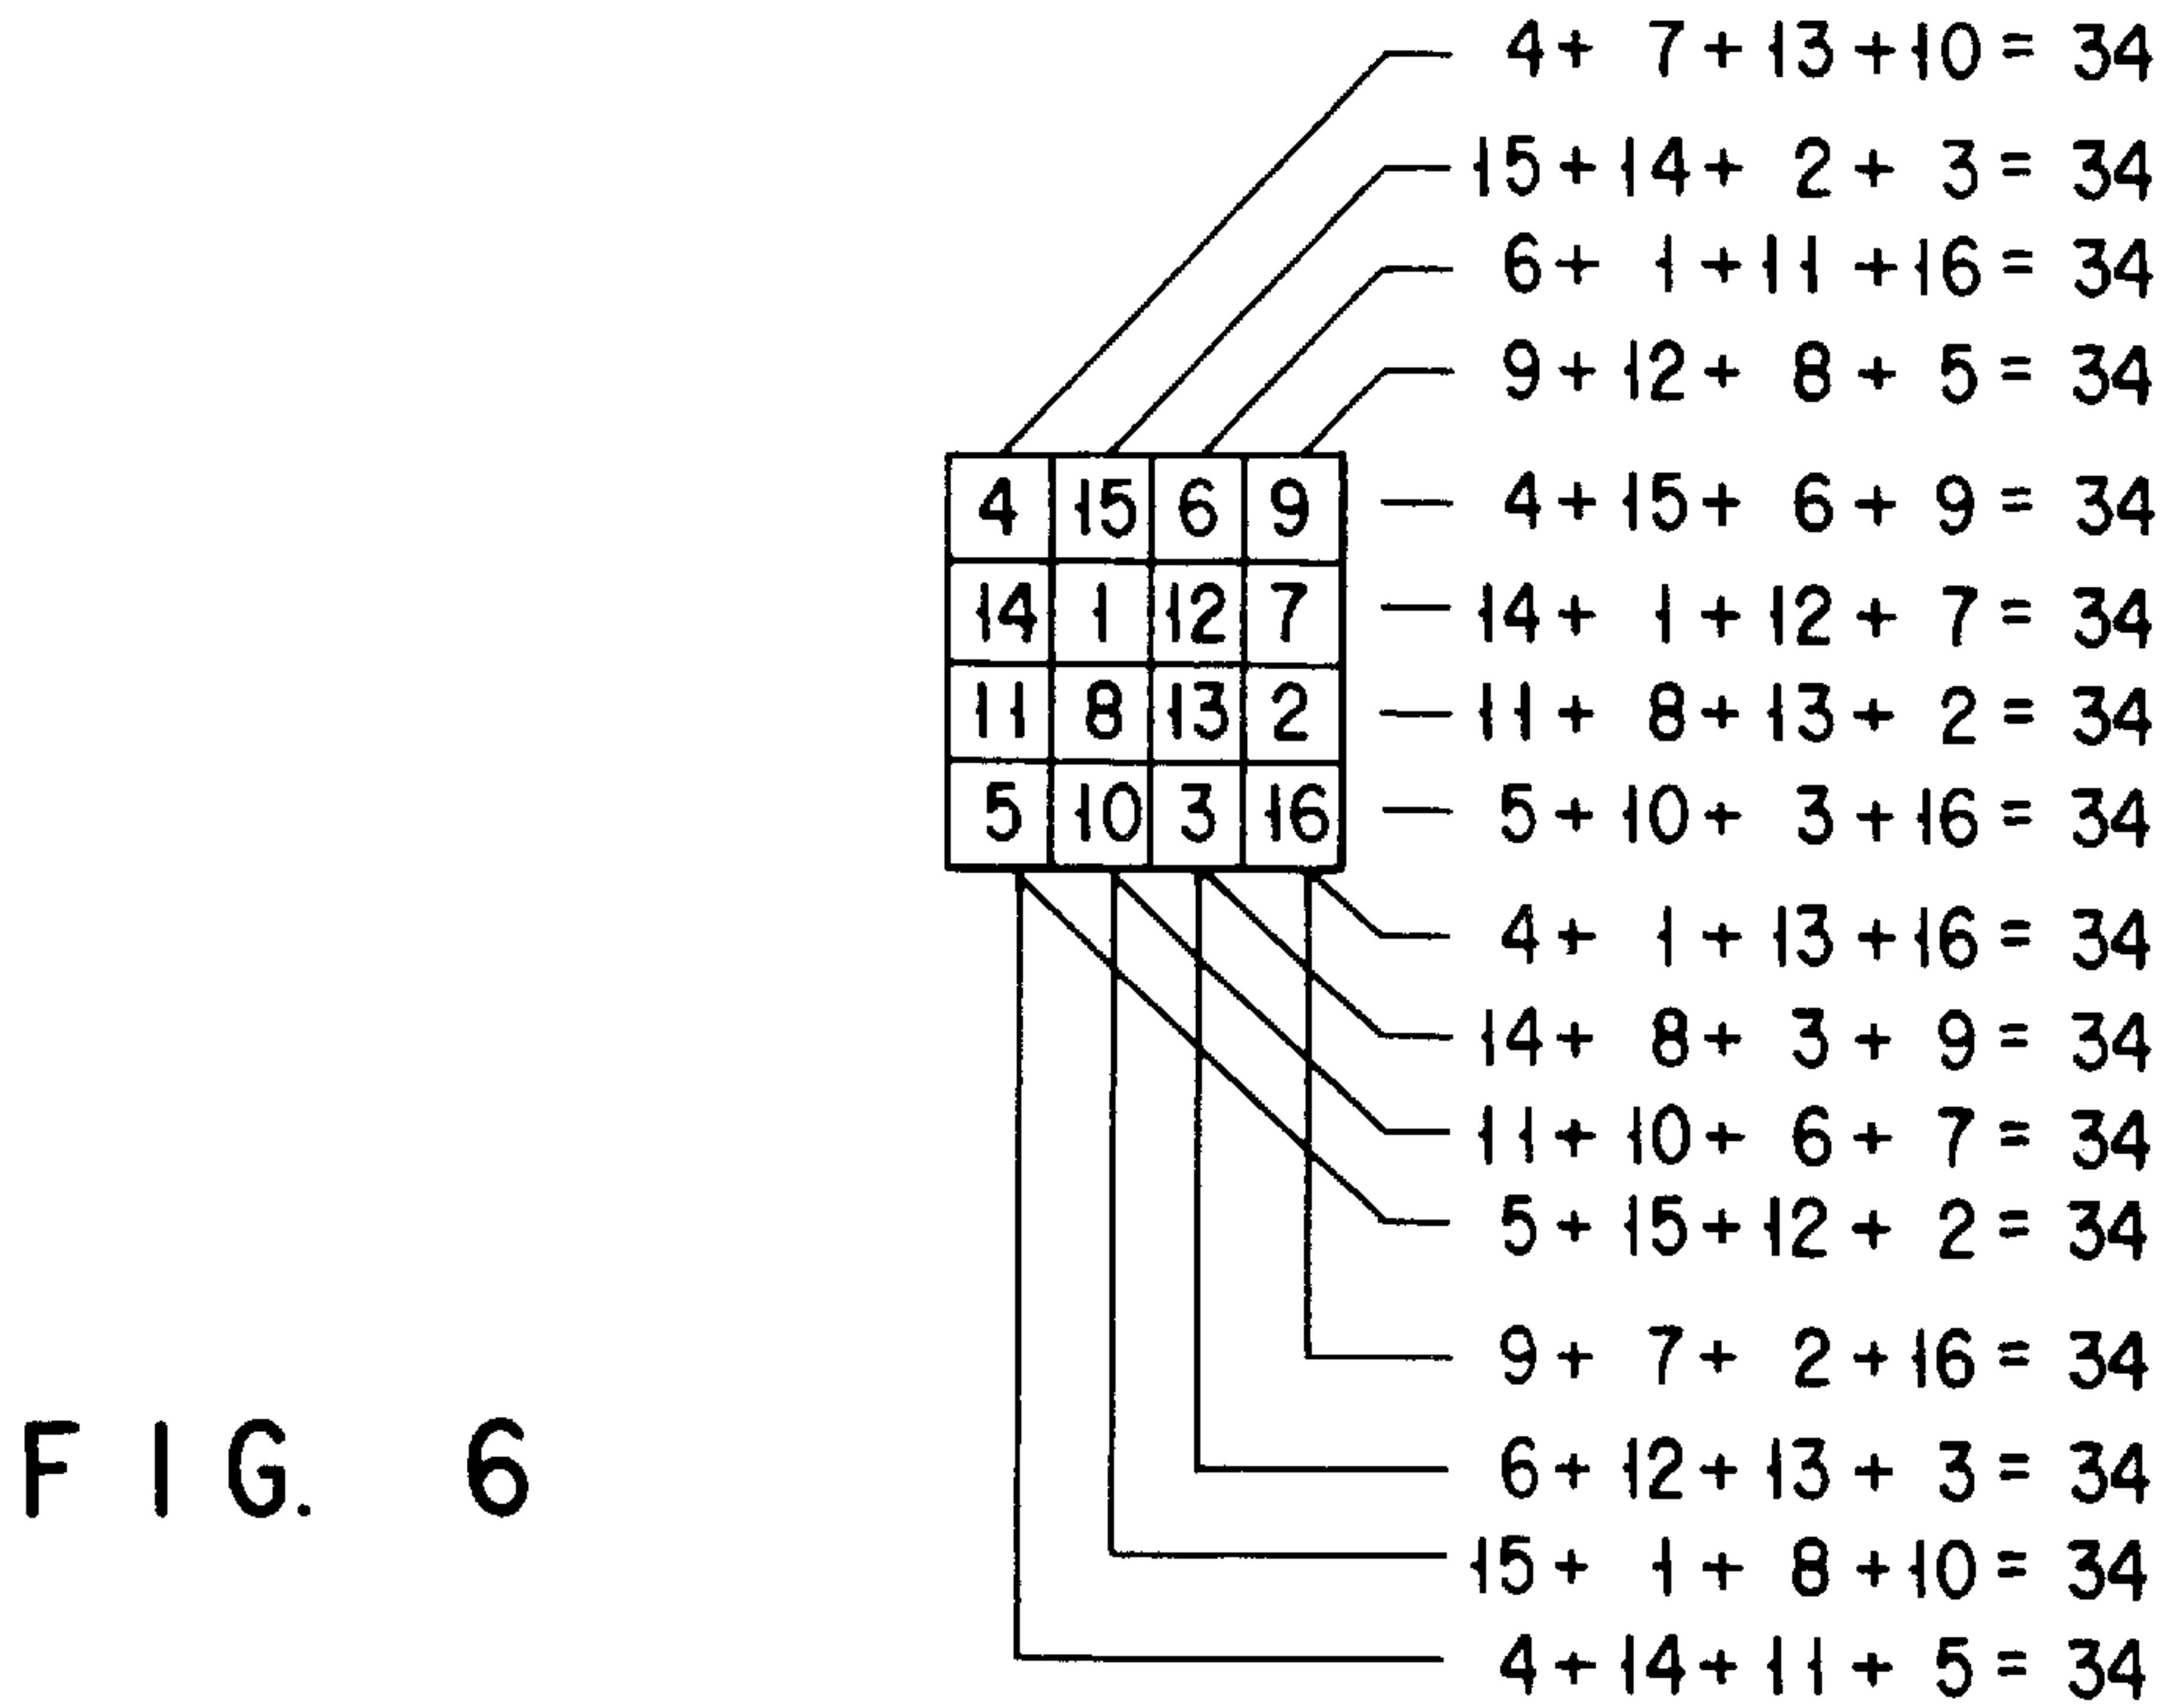 4+ 7+13+10= 34
15+14+ 2+ 3= 34
6+ 1+11+16= 34
9+12+ 8+ 5= 34
4 15 6 9 4+15+ 6+ 9= 34
14 1 12 7 14+ 1+12+ 7= 34
11 8 13 2 11+ 8+13+ 2= 34
5 10 3 16 5+10+ 3+16= 34
4+ 1+13+16= 34
14+ 8+ 3+ 9= 34
11+10+ 6+ 7= 34
5+15+12+ 2= 34
9+ 7+ 2+16= 34
6+12+13+ 3= 34
15+ 1+ 8+10= 34
4+14+11+ 5= 34
FIG. 6